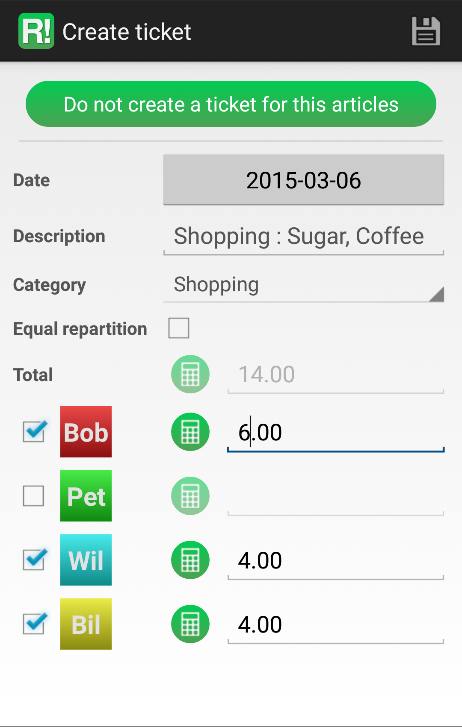 R! Create ticket
Do not create a ticket for this articles
Date 2015-03-06
Description Shopping : Sugar, Coffee
Category Shopping
Equal repartition
Total 14.00
Bob 6.00
Pet
Wil 4.00
Bil 4.00